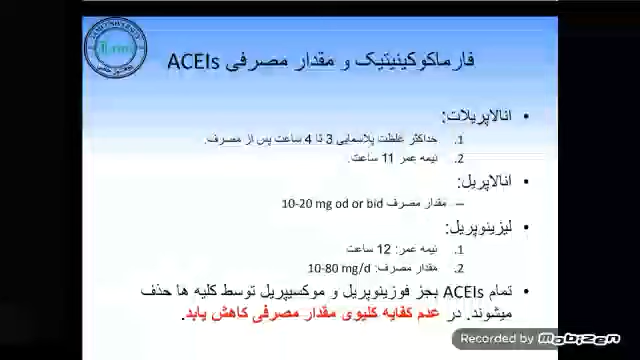 فارماکوکینیتیک و مقدار مصرفی ACEIs
• انالاپریلات:
1. حداکثر غلظت پلاسمایی 3 تا 4 ساعت پس از مصرف.
2. نیمه عمر 11 ساعت.
• انالاپریل:
– مقدار مصرف 10-20 mg od or bid
• لیزینوپریل:
1. نیمه عمر: 12 ساعت
2. مقدار مصرف: 10-80 mg/d
• تمام ACEIs بجز فوزینوپریل و موکسیپریل توسط کلیه ها حذف
میشوند. در عدم کفایه کلیوی مقدار مصرفی کاهش یابد.
Recorded by Mobizen